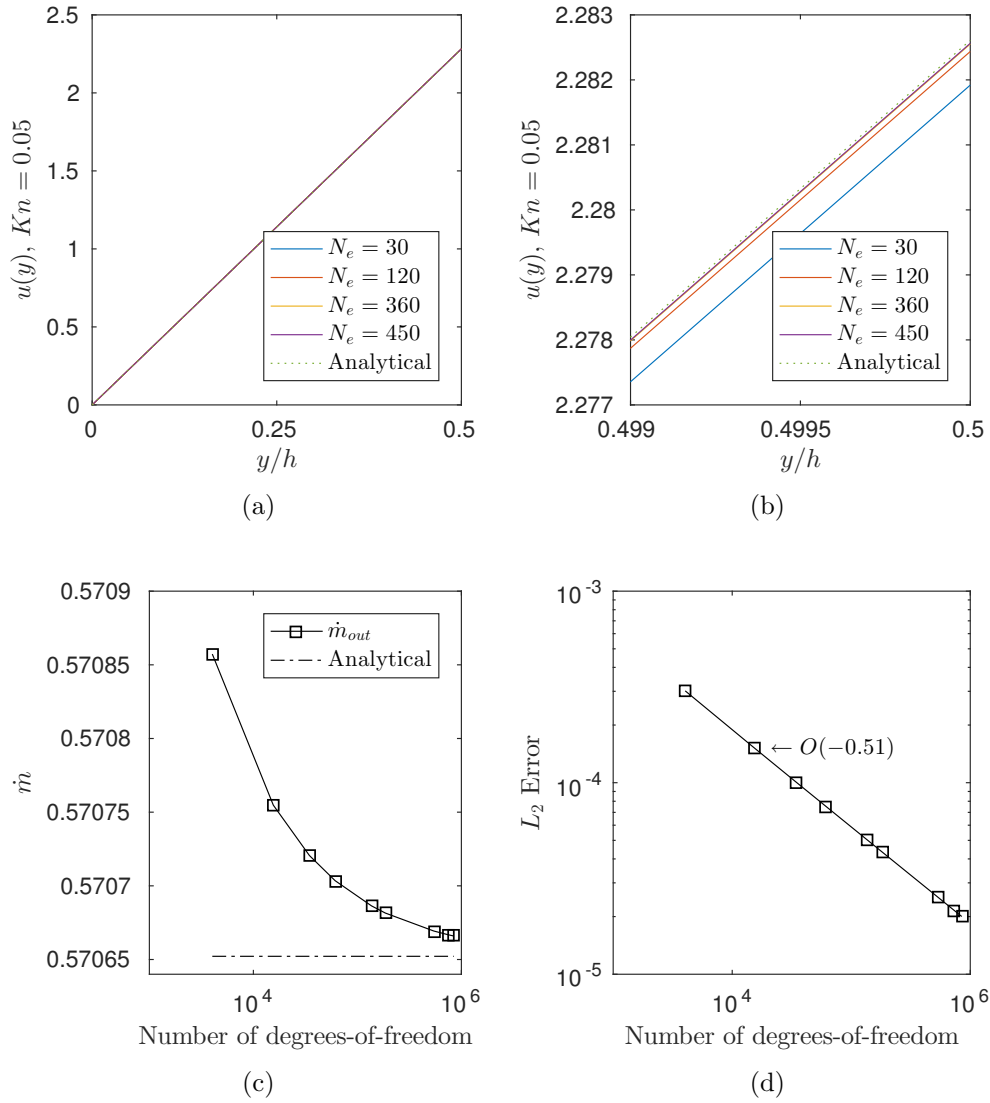 2.5
2
1.5
1
0.5
0
0
0.25
0.5
u(y), Kn = 0.05
y/h
N_e = 30
N_e = 120
N_e = 360
N_e = 450
Analytical
(a)
2.283
2.282
2.281
2.28
2.279
2.278
2.277
0.499
0.4995
0.5
u(y), Kn = 0.05
y/h
N_e = 30
N_e = 120
N_e = 360
N_e = 450
Analytical
(b)
0.5709
0.57085
0.5708
0.57075
0.5707
0.57065
10^4
10^6
ṁ
Number of degrees-of-freedom
ṁ_out
Analytical
(c)
10^-3
10^-4
10^-5
10^4
10^6
L_2 Error
Number of degrees-of-freedom
← O(−0.51)
(d)